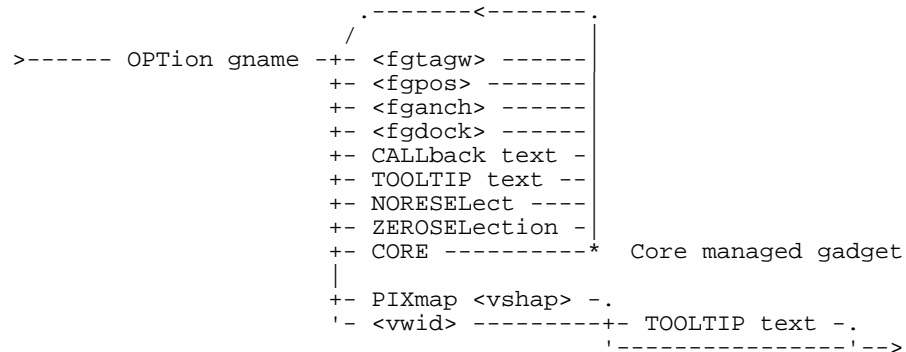 .-------<-------.
                        /                |
>------ OPTion gname -+- <fgtagw> ------|
                      +- <fgpos> -------|
                      +- <fganch> ------|
                      +- <fgdock> ------|
                      +- CALLback text -|
                      +- TOOLTIP text --|
                      +- NORESELect ----|
                      +- ZEROSELection -|
                      +- CORE ----------*  Core managed gadget
                      |
                      +- PIXmap <vshap> -.
                      '- <vwid> ---------+- TOOLTIP text -.
                                         '----------------'-->